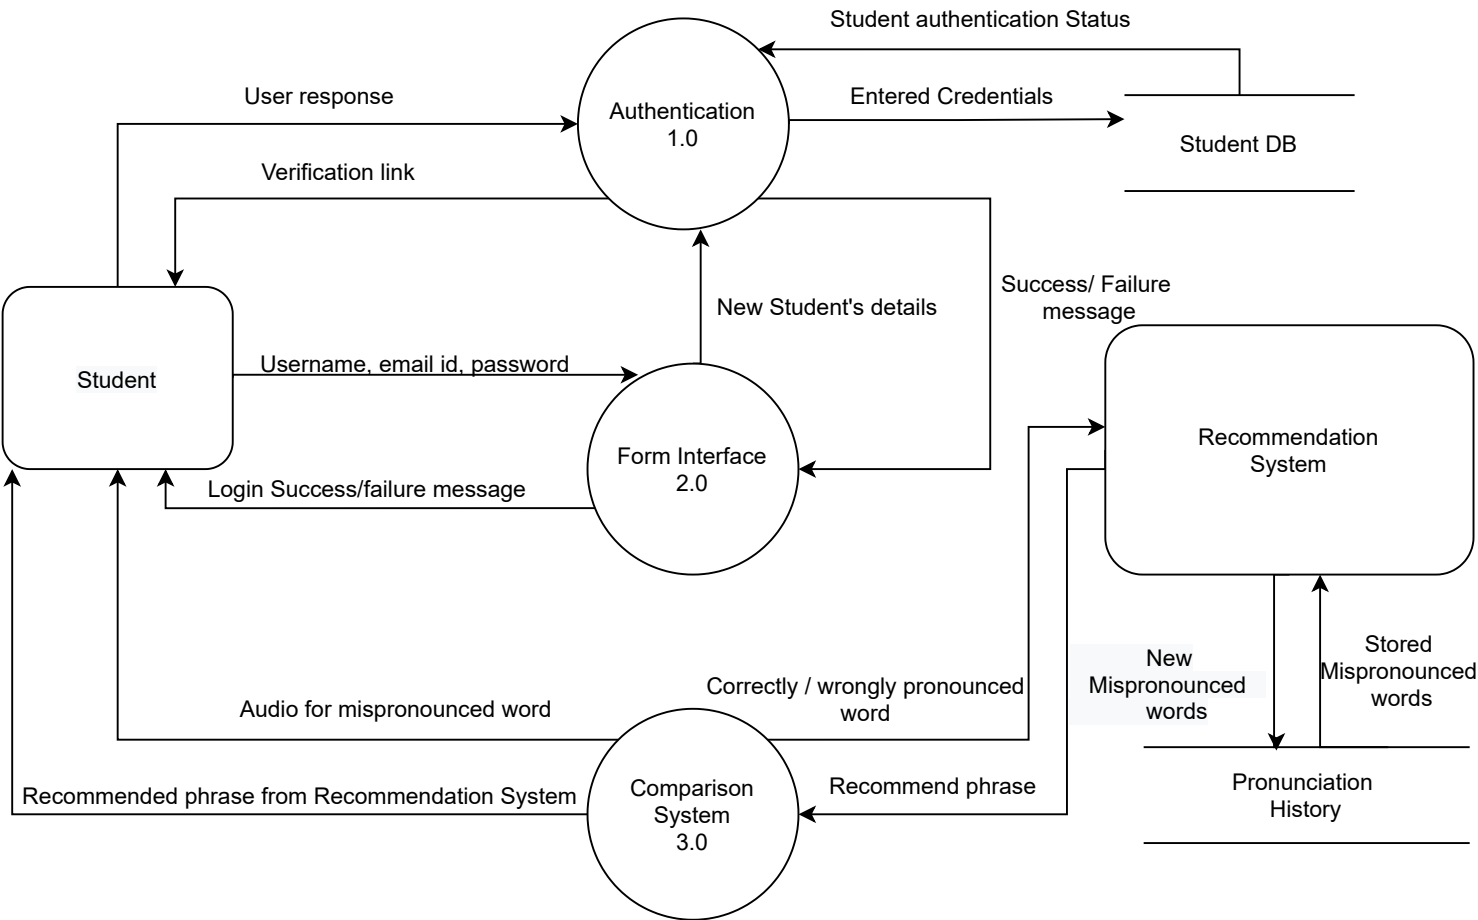 Student authentication Status
User response
Entered Credentials
Authentication
1.0
Student DB
Verification link
Success/ Failure
message
New Student's details
Username, email id, password
Student
Recommendation
System
Form Interface
2.0
Login Success/failure message
New
Mispronounced
words
Stored
Mispronounced
words
Correctly / wrongly pronounced
word
Audio for mispronounced word
Recommended phrase from Recommendation System
Comparison
System
3.0
Recommend phrase
Pronunciation
History